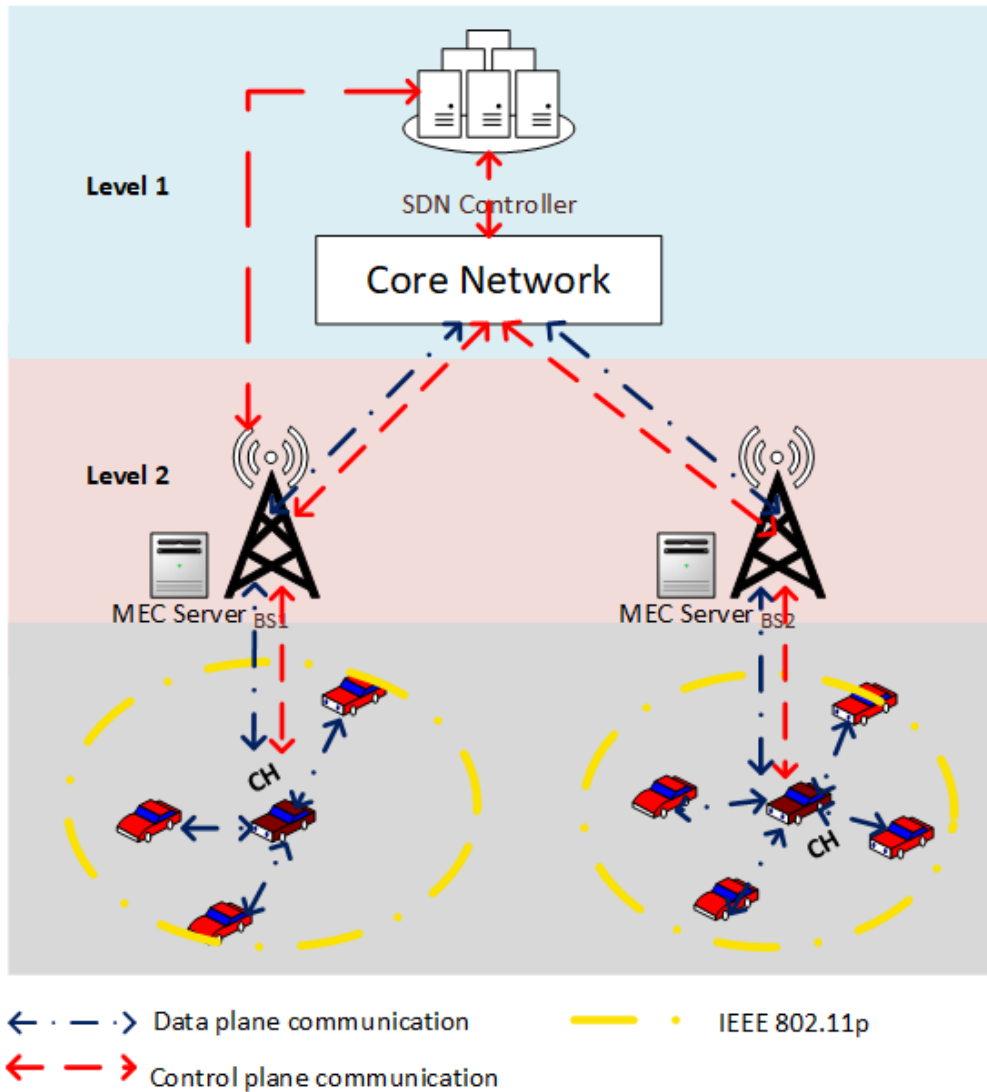 Level 1
SDN Controller
Core Network
Level 2
MEC Server
BS1
MEC Server
BS2
CH
CH
Data plane communication
IEEE 802.11p
Control plane communication